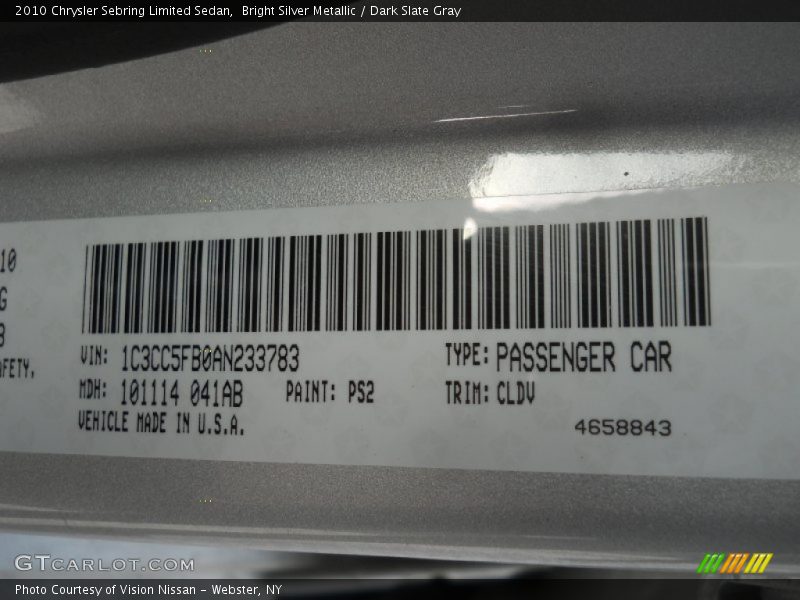 2010 Chrysler Sebring Limited Sedan, Bright Silver Metallic / Dark Slate Gray
10
G
AFETY.
VIN: 1C3CC5FB0AN233783 TYPE: PASSENGER CAR
MDH: 101114 041AB PAINT: PS2 TRIM: CLDV
VEHICLE MADE IN U.S.A.
4658843
GTCARLOT.COM
Photo Courtesy of Vision Nissan - Webster, NY